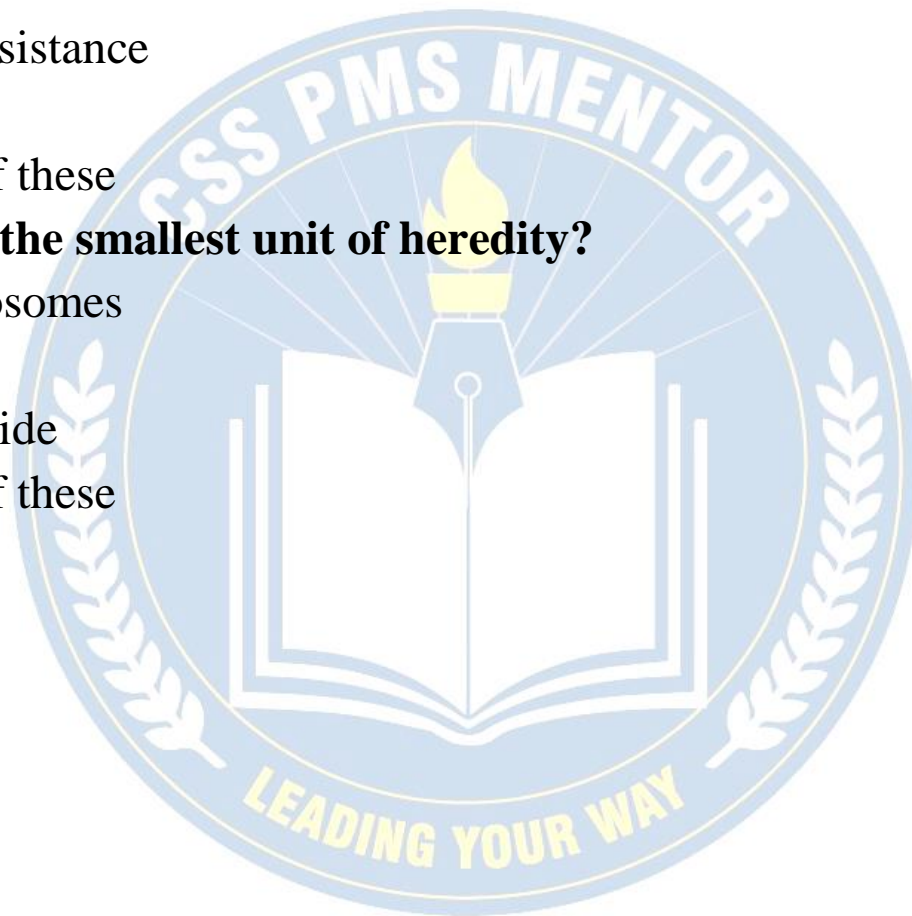 sistance
f these
the smallest unit of heredity?
osomes
ide
f these
CSS PMS MENTOR
LEADING YOUR WAY